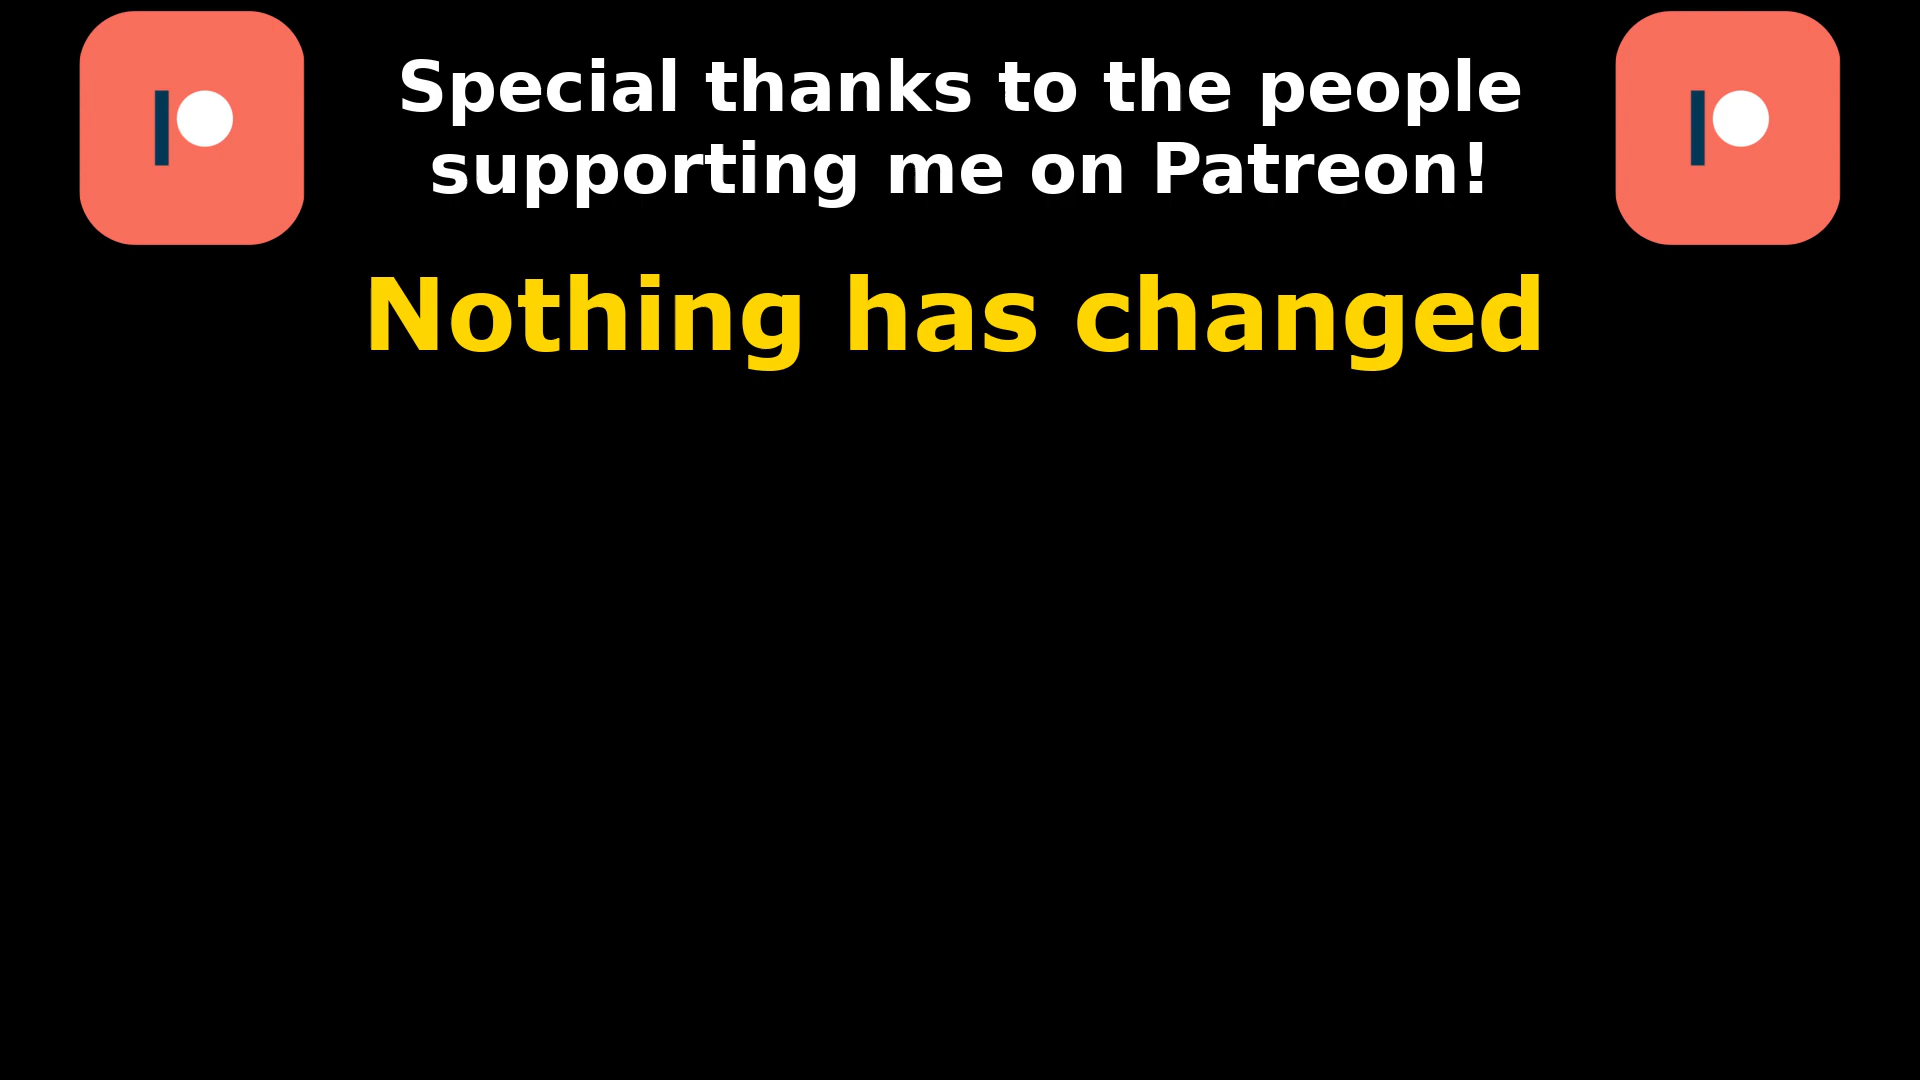 Special thanks to the people
supporting me on Patreon!
Nothing has changed